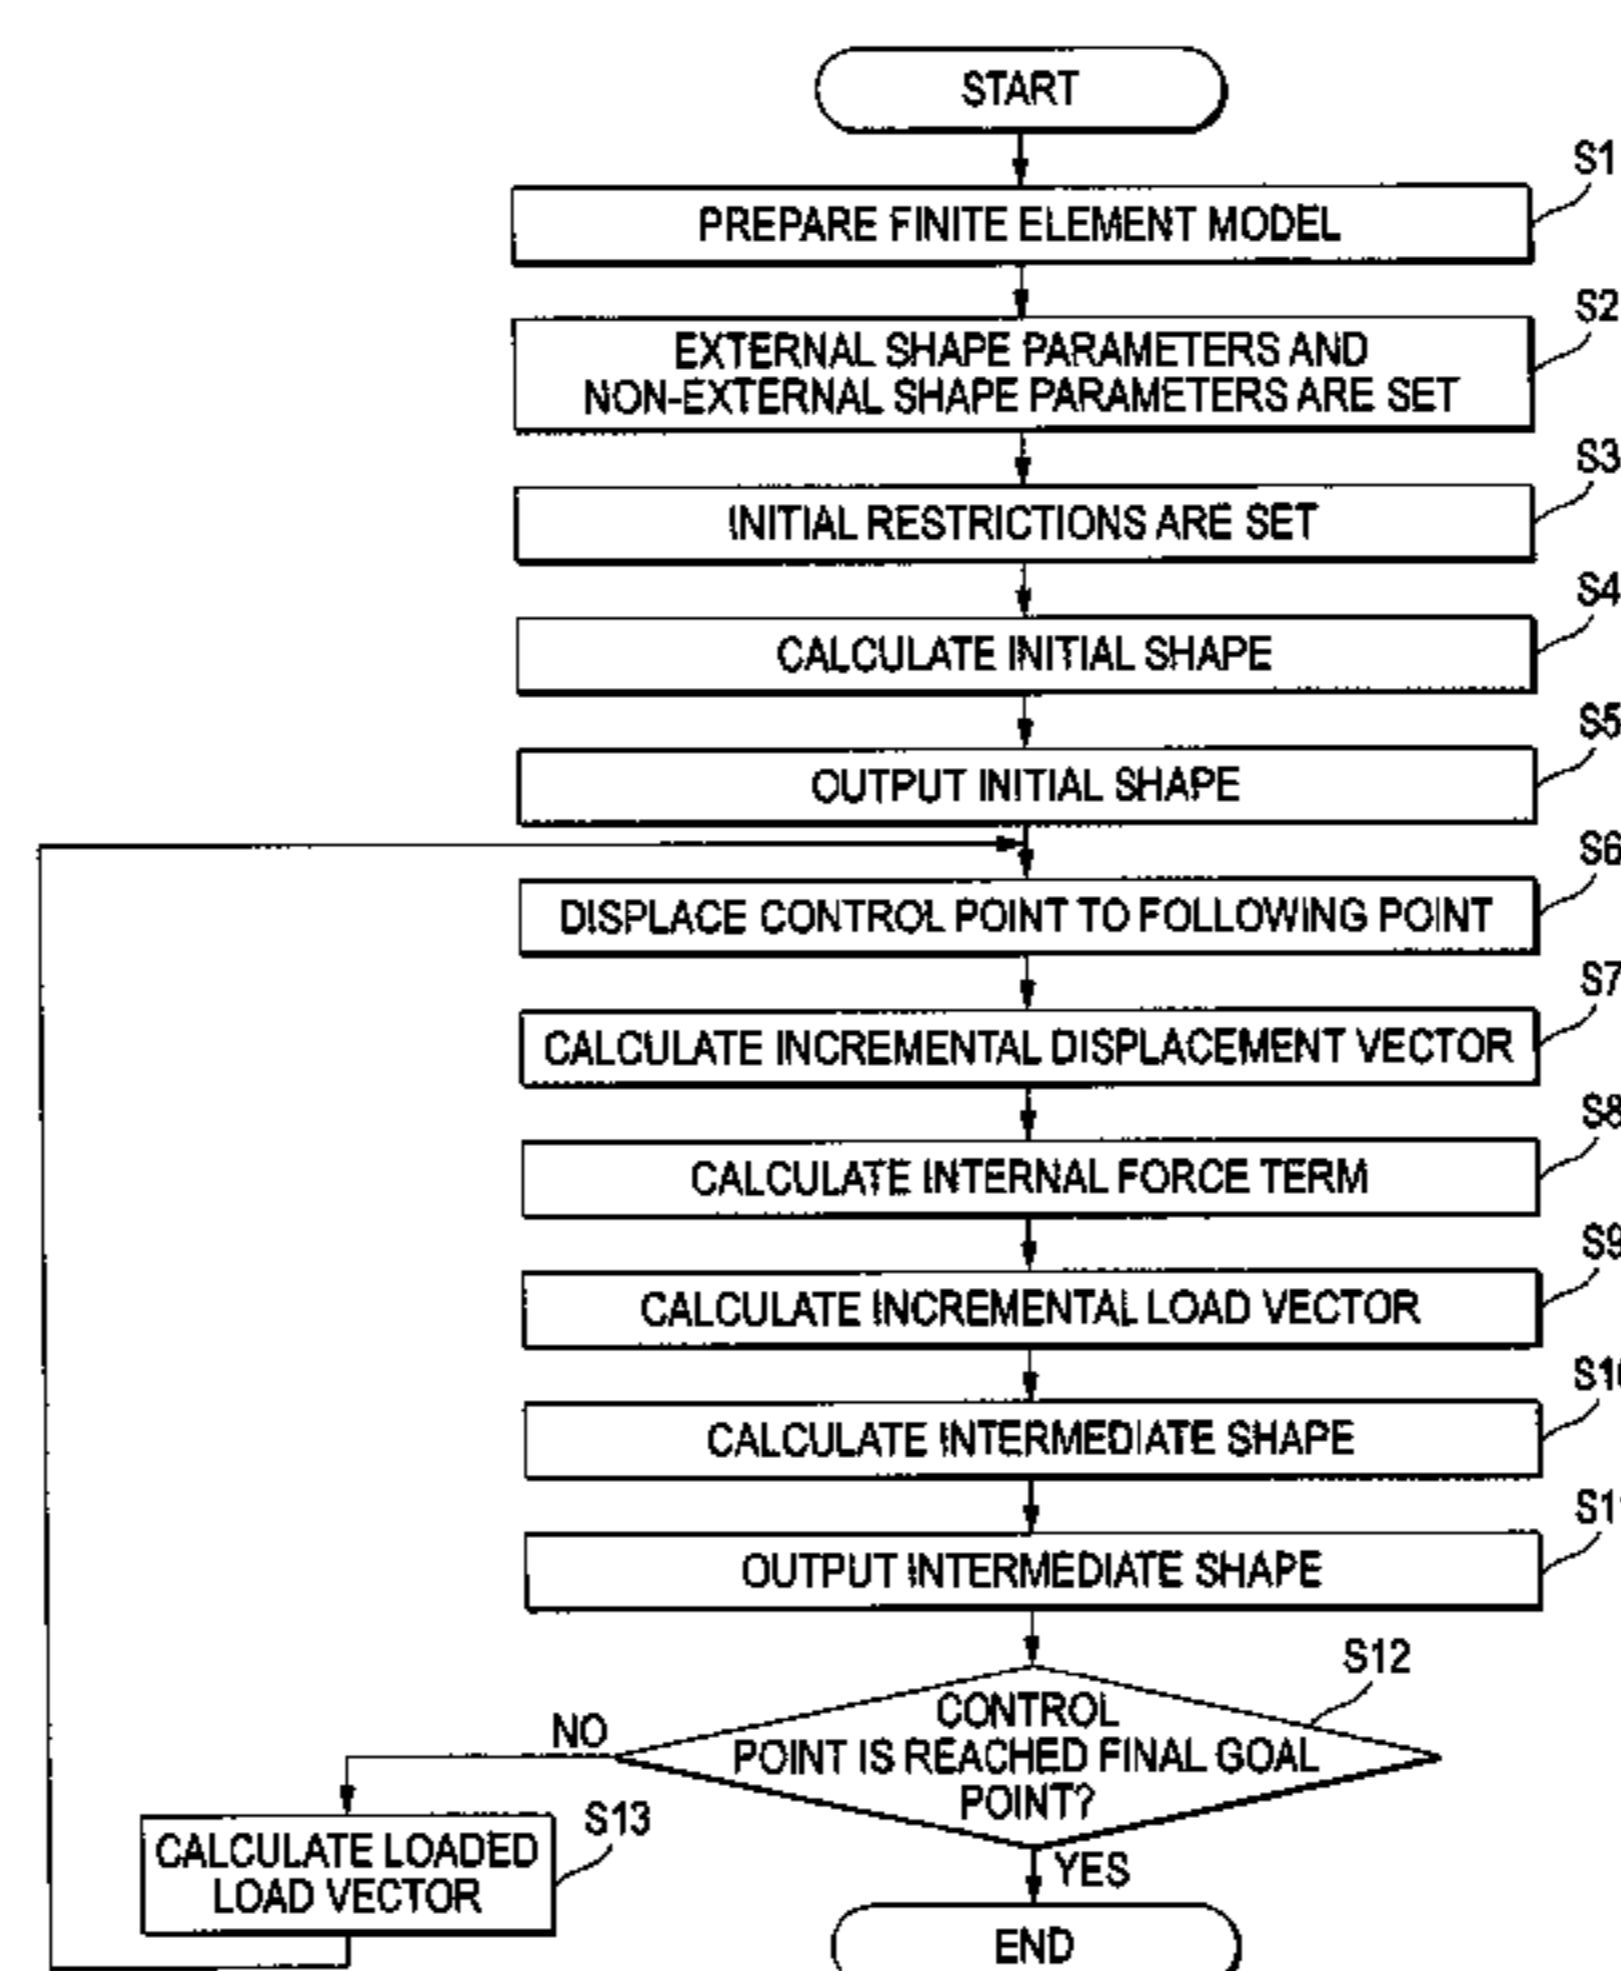 START
S1
PREPARE FINITE ELEMENT MODEL
S2
EXTERNAL SHAPE PARAMETERS AND
NON-EXTERNAL SHAPE PARAMETERS ARE SET
S3
INITIAL RESTRICTIONS ARE SET
S4
CALCULATE INITIAL SHAPE
S5
OUTPUT INITIAL SHAPE
S6
DISPLACE CONTROL POINT TO FOLLOWING POINT
S7
CALCULATE INCREMENTAL DISPLACEMENT VECTOR
S8
CALCULATE INTERNAL FORCE TERM
S9
CALCULATE INCREMENTAL LOAD VECTOR
S10
CALCULATE INTERMEDIATE SHAPE
S11
OUTPUT INTERMEDIATE SHAPE
S12
CONTROL
POINT IS REACHED FINAL GOAL
POINT?
NO
S13
CALCULATE LOADED
LOAD VECTOR
YES
END